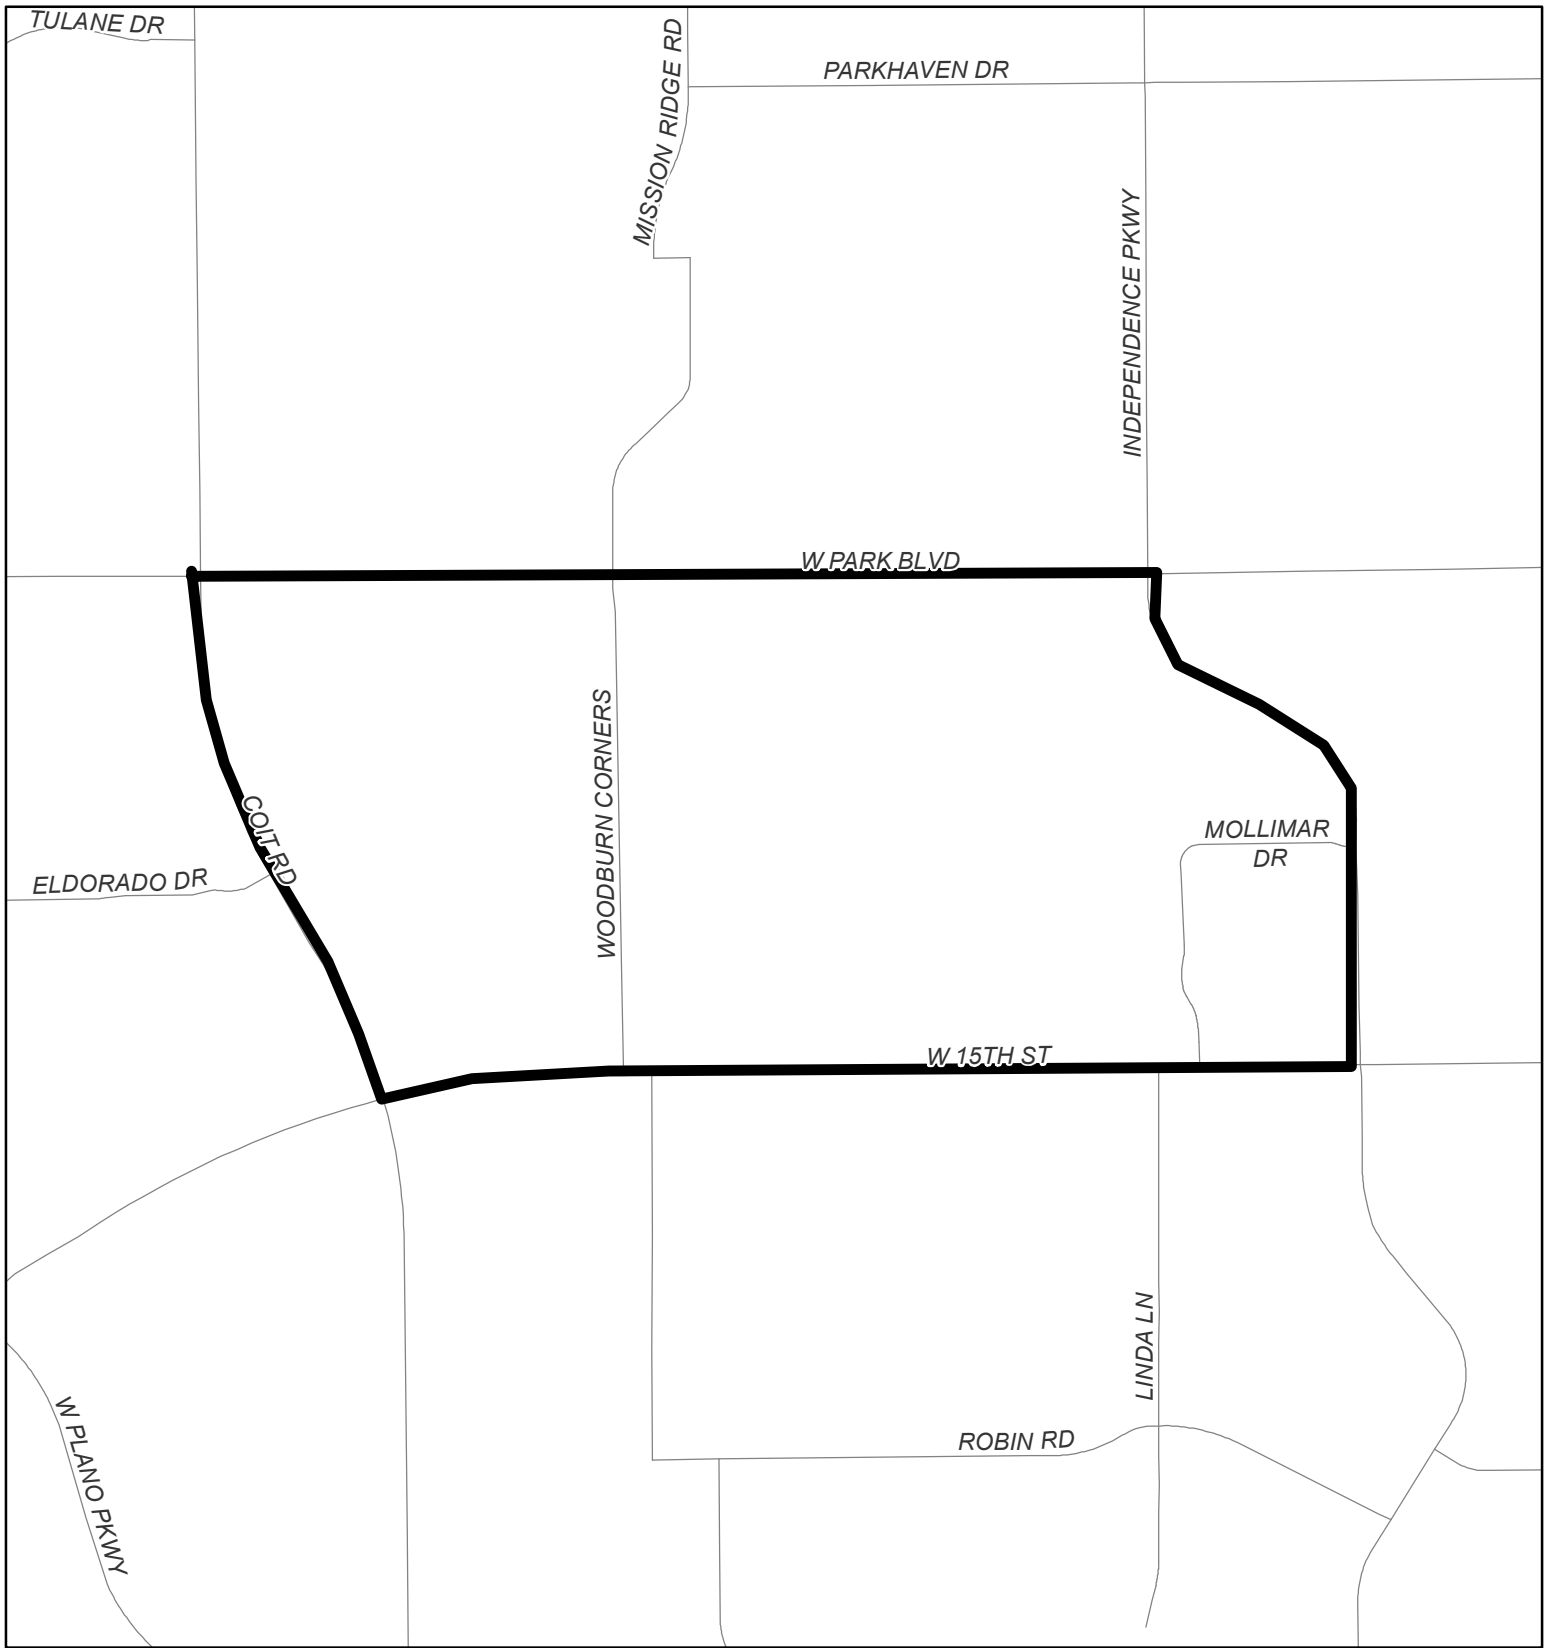 TULANE DR
MISSION RIDGE RD
PARKHAVEN DR
INDEPENDENCE PKWY
W PARK BLVD
WOODBURN CORNERS
COIT RD
MOLLIMAR
DR
ELDORADO DR
W 15TH ST
LINDA LN
W PLANO PKWY
ROBIN RD